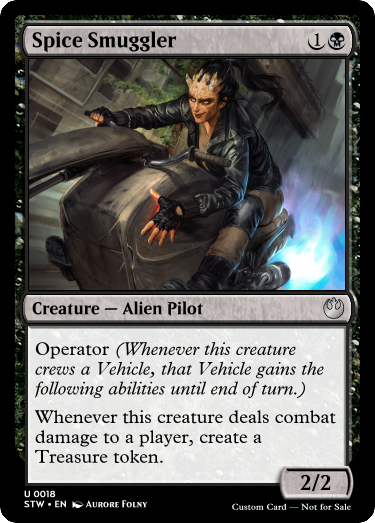 Spice Smuggler 1
Creature — Alien Pilot
Operator (Whenever this creature
crews a Vehicle, that Vehicle gains the
following abilities until end of turn.)
Whenever this creature deals combat
damage to a player, create a
Treasure token.
2/2
U 0018
STW • EN Aurore Folny
Custom Card — Not for Sale